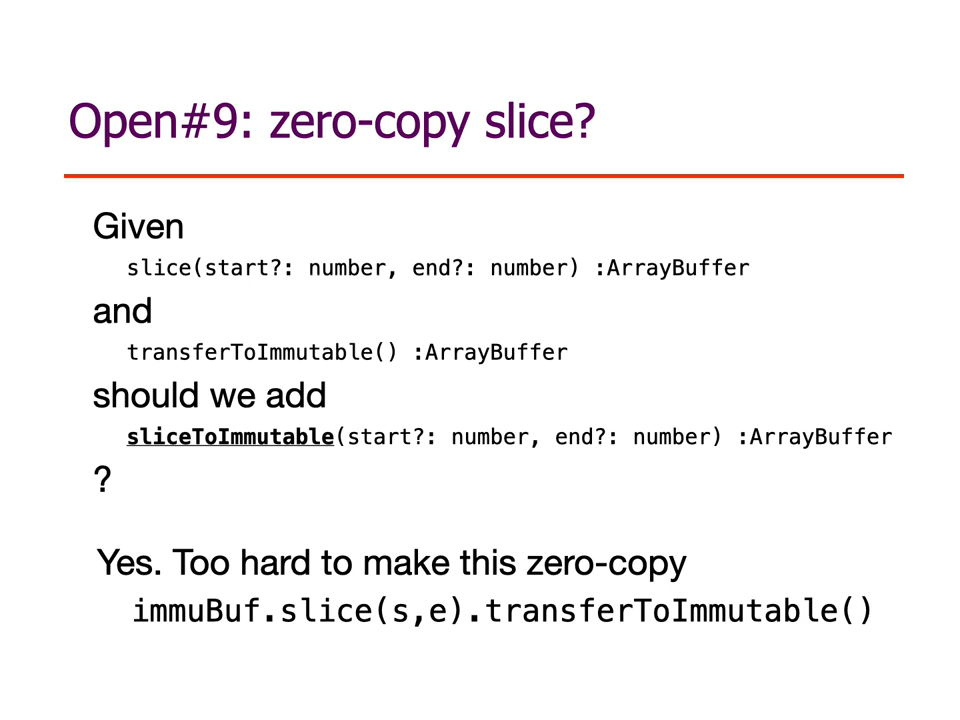 Open#9: zero-copy slice?
Given
slice(start?: number, end?: number) :ArrayBuffer
and
transferToImmutable() :ArrayBuffer
should we add
sliceToImmutable(start?: number, end?: number) :ArrayBuffer
?
Yes. Too hard to make this zero-copy
immuBuf.slice(s,e).transferToImmutable()